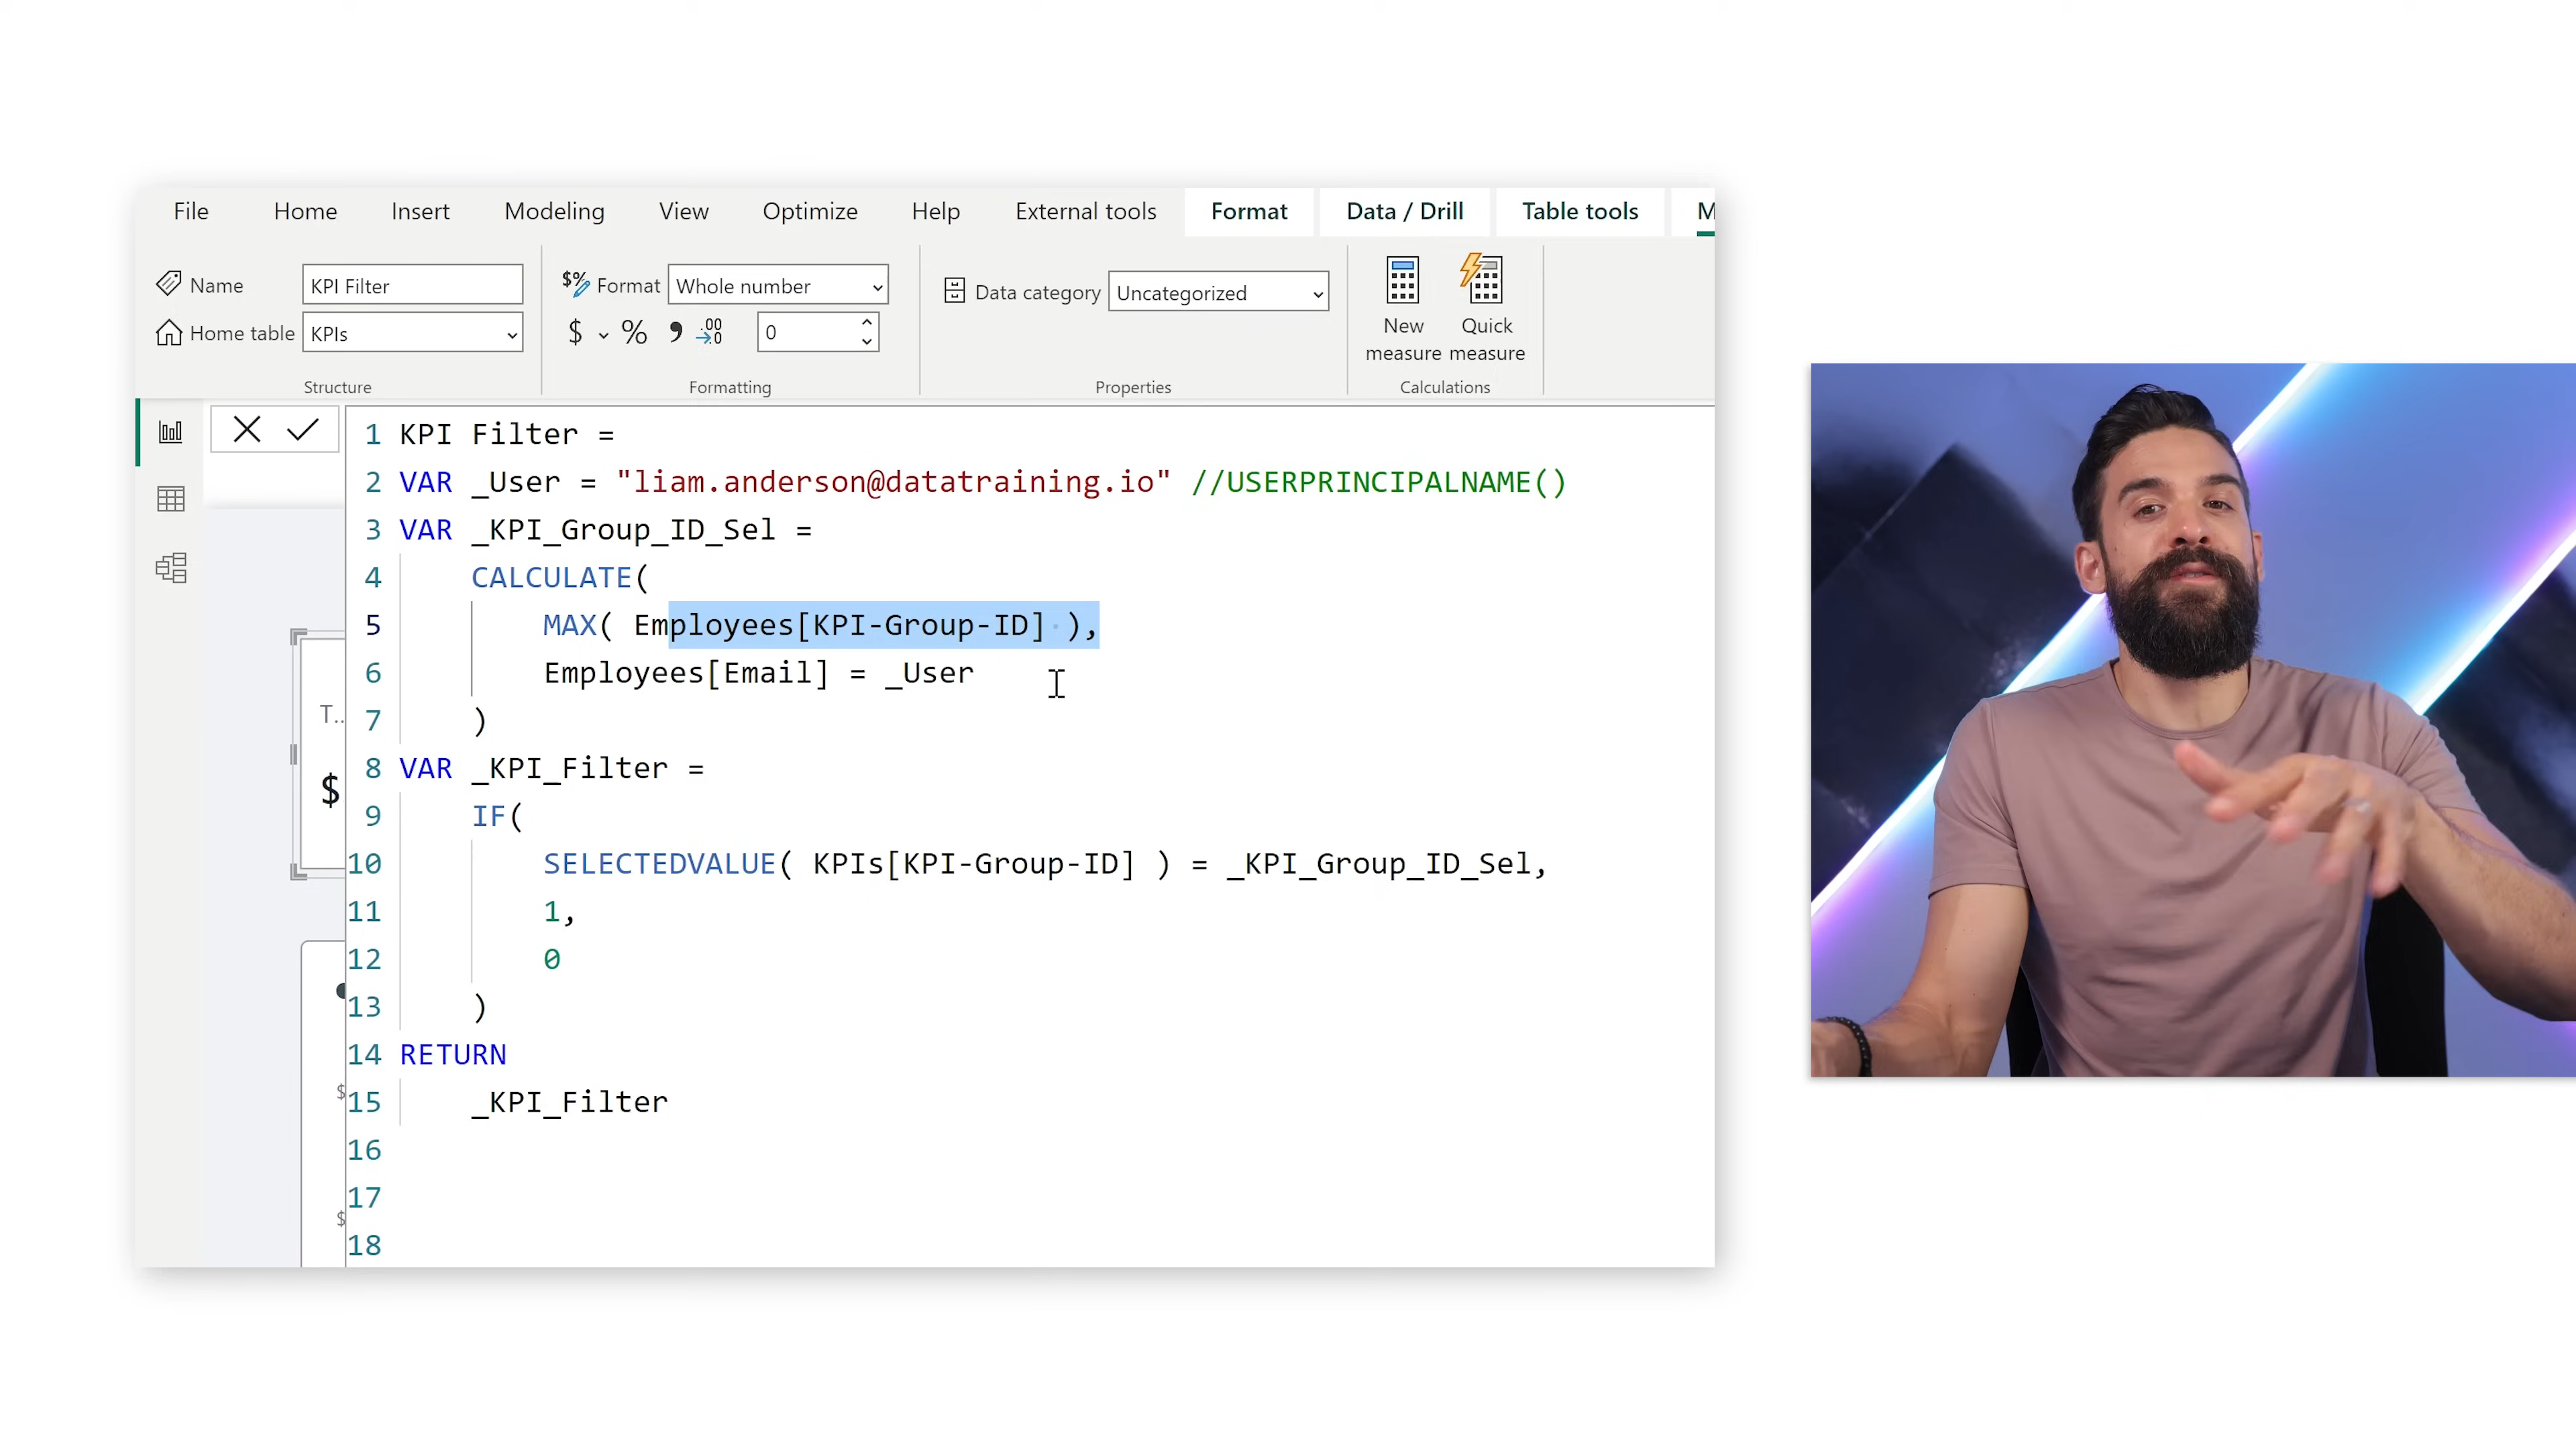 File Home Insert Modeling View Optimize Help External tools Format Data / Drill Table tools M
Name KPI Filter
Home table KPIs
Structure
$% Format Whole number
$ % , .00 .0 0
Formatting
Data category Uncategorized
Properties
New measure
Quick measure
Calculations
T...
$
$
$
1 KPI Filter =
2 VAR _User = "liam.anderson@datatraining.io" //USERPRINCIPALNAME()
3 VAR _KPI_Group_ID_Sel =
4 CALCULATE(
5 MAX( Employees[KPI-Group-ID] ),
6 Employees[Email] = _User
7 )
8 VAR _KPI_Filter =
9 IF(
10 SELECTEDVALUE( KPIs[KPI-Group-ID] ) = _KPI_Group_ID_Sel,
11 1,
12 0
13 )
14 RETURN
15 _KPI_Filter
16
17
18